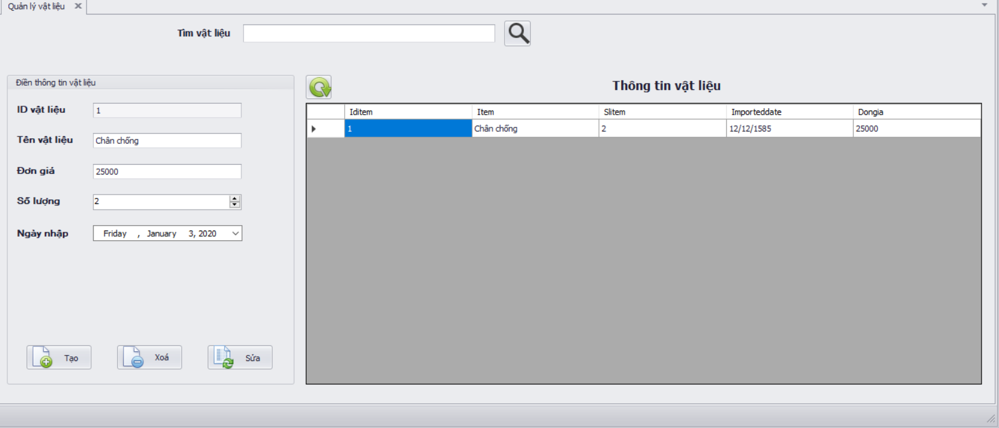 Quản lý vật liệu
Tìm vật liệu
Điền thông tin vật liệu
ID vật liệu 1
Tên vật liệu Chân chống
Đơn giá 25000
Số lượng 2
Ngày nhập Friday , January 3, 2020
Tạo Xoá Sửa
Thông tin vật liệu
Iditem Item Slitem Importeddate Dongia
1 Chân chống 2 12/12/1585 25000